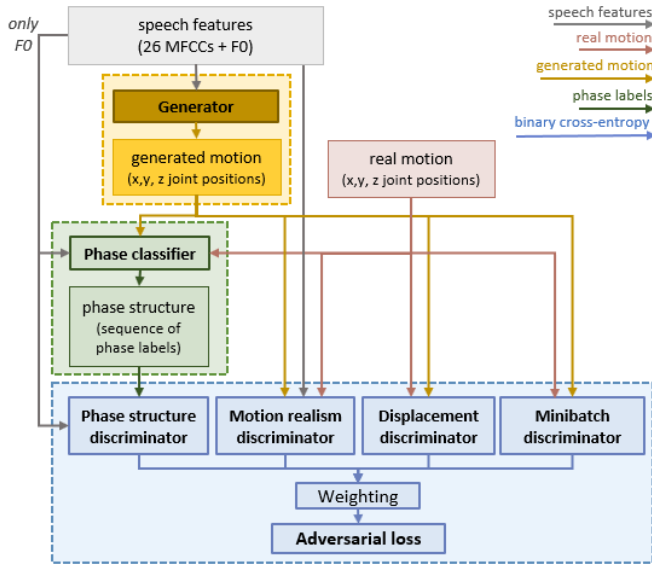 only
F0
speech features
(26 MFCCs + F0)
speech features
real motion
generated motion
phase labels
binary cross-entropy
Generator
generated motion
(x,y, z joint positions)
real motion
(x,y, z joint positions)
Phase classifier
phase structure
(sequence of
phase labels)
Phase structure
discriminator
Motion realism
discriminator
Displacement
discriminator
Minibatch
discriminator
Weighting
Adversarial loss